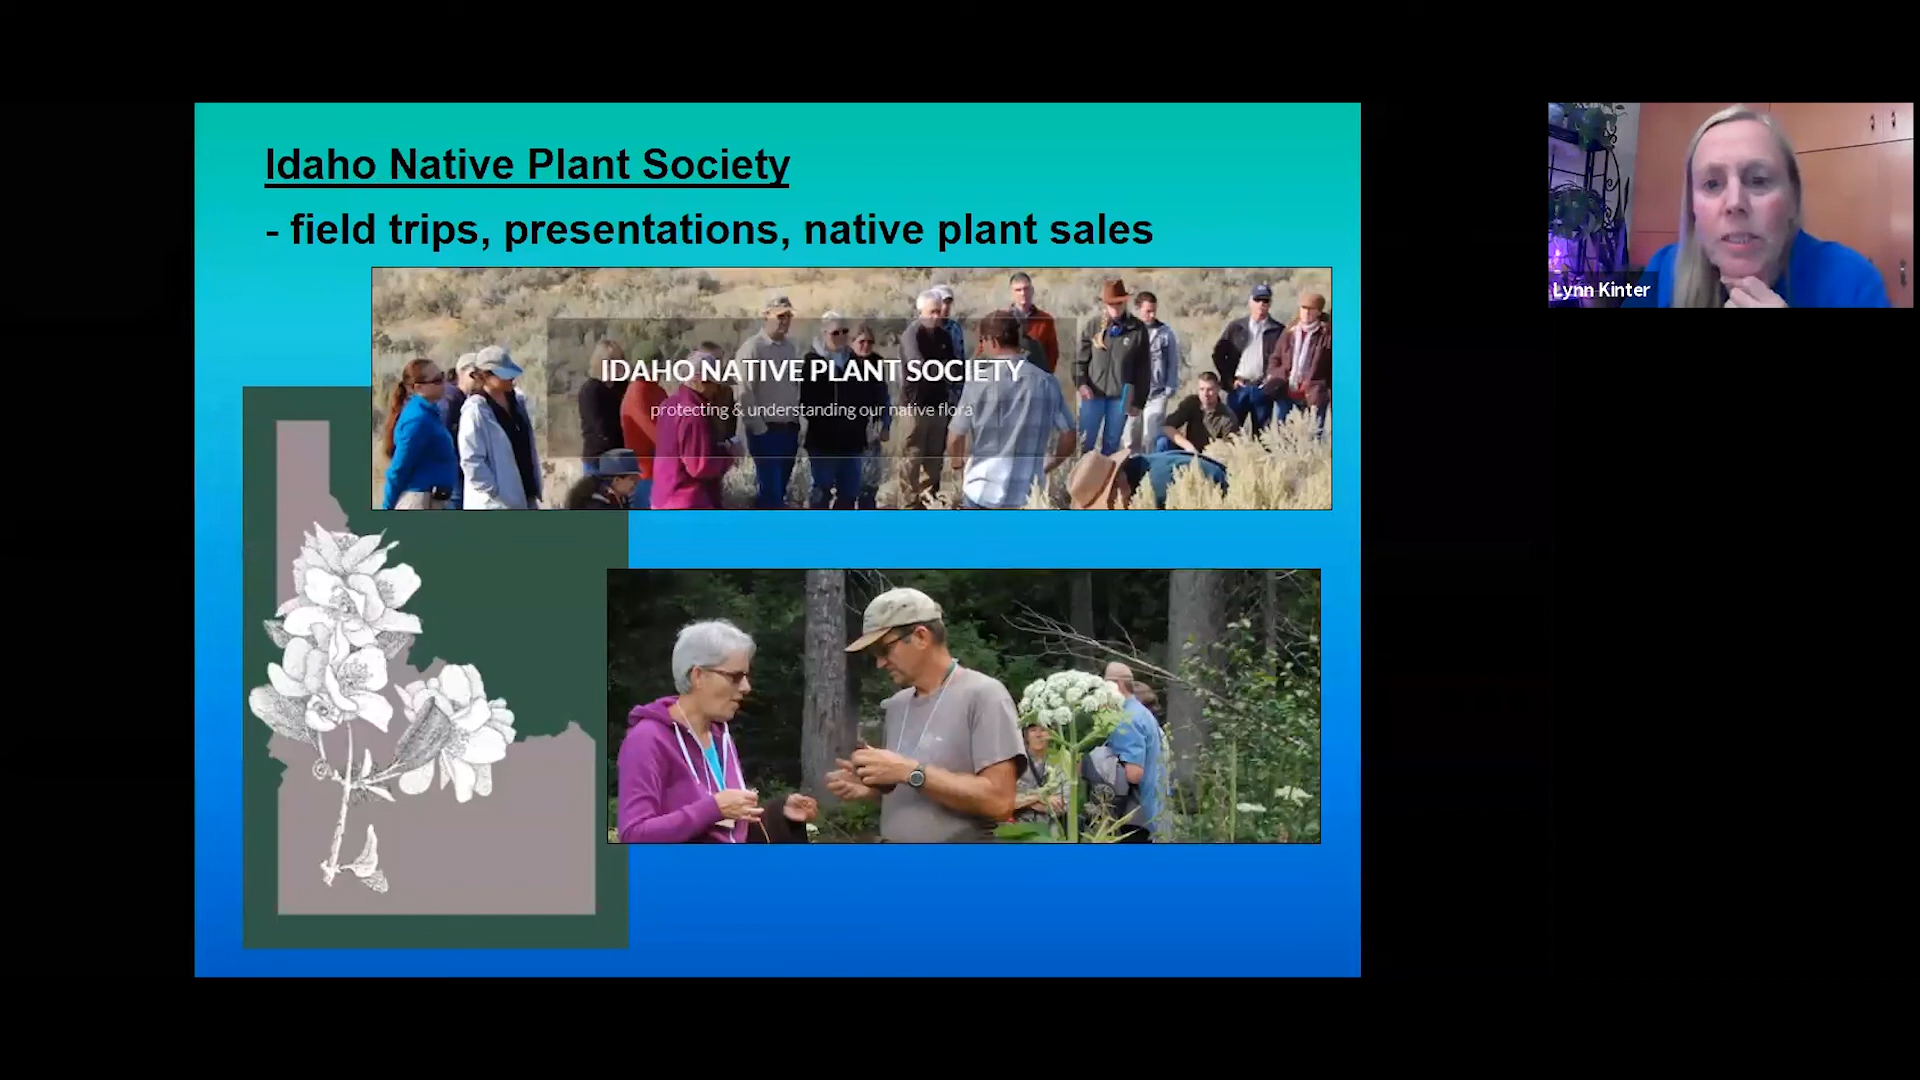 Idaho Native Plant Society
- field trips, presentations, native plant sales
IDAHO NATIVE PLANT SOCIETY
protecting & understanding our native flora
Lynn Kinter